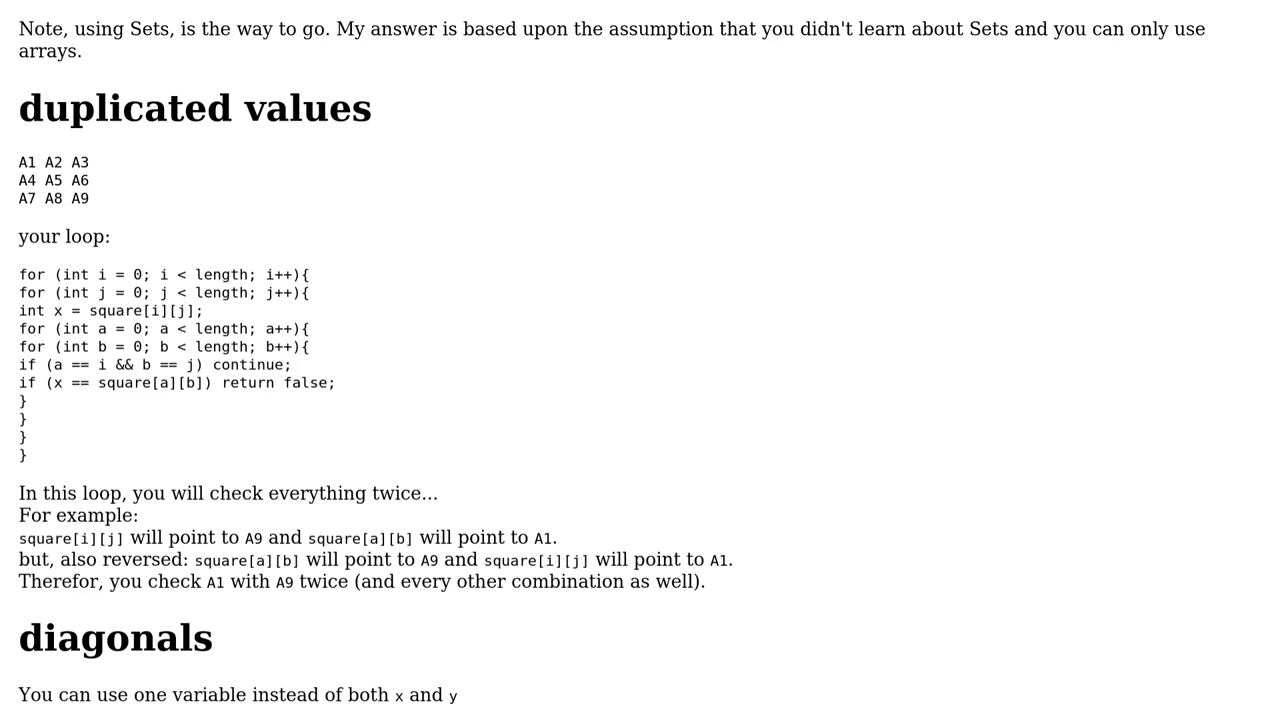 Note, using Sets, is the way to go. My answer is based upon the assumption that you didn't learn about Sets and you can only use
arrays.
duplicated values
A1 A2 A3
A4 A5 A6
A7 A8 A9
your loop:
for (int i = 0; i < length; i++){
for (int j = 0; j < length; j++){
int x = square[i][j];
for (int a = 0; a < length; a++){
for (int b = 0; b < length; b++){
if (a == i && b == j) continue;
if (x == square[a][b]) return false;
}
}
}
}
In this loop, you will check everything twice...
For example:
square[i][j] will point to A9 and square[a][b] will point to A1.
but, also reversed: square[a][b] will point to A9 and square[i][j] will point to A1.
Therefor, you check A1 with A9 twice (and every other combination as well).
diagonals
You can use one variable instead of both x and y